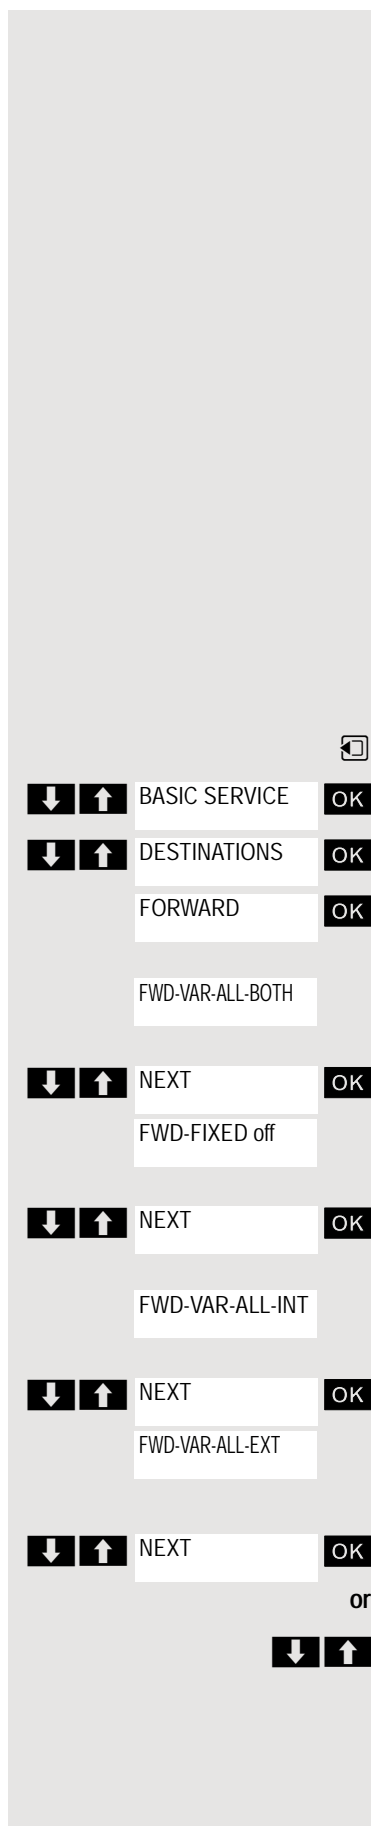 BASIC SERVICE OK
DESTINATIONS OK
FORWARD OK
FWD-VAR-ALL-BOTH
NEXT OK
FWD-FIXED off
NEXT OK
FWD-VAR-ALL-INT
NEXT OK
FWD-VAR-ALL-EXT
NEXT OK
or